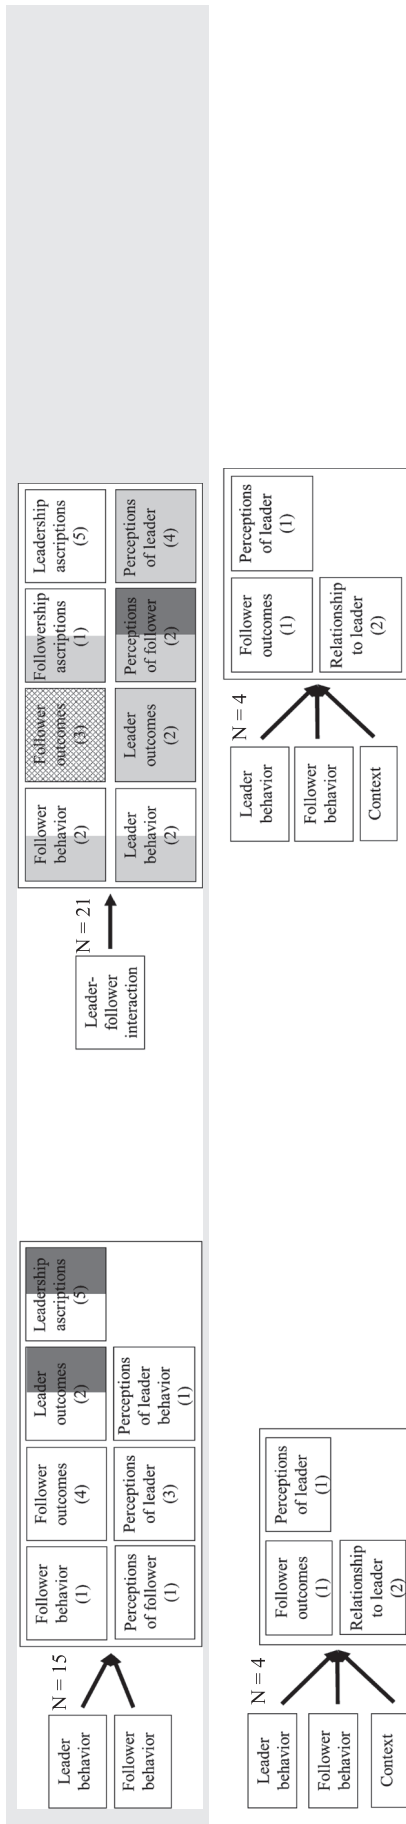 Leader
behavior
Follower
behavior
N = 15
Follower
behavior
(1)
Follower
outcomes
(4)
Leader
outcomes
(2)
Leadership
ascriptions
(5)
Perceptions
of follower
(1)
Perceptions
of leader
(3)
Perceptions
of leader
behavior
(1)
Leader-
follower
interaction
N = 21
Follower
behavior
(2)
Follower
outcomes
(3)
Followership
ascriptions
(1)
Leadership
ascriptions
(5)
Leader
behavior
(2)
Leader
outcomes
(2)
Perceptions
of follower
(2)
Perceptions
of leader
(4)
Leader
behavior
Follower
behavior
Context
N = 4
Follower
outcomes
(1)
Perceptions
of leader
(1)
Relationship
to leader
(2)
Leader
behavior
Follower
behavior
Context
N = 4
Follower
outcomes
(1)
Perceptions
of leader
(1)
Relationship
to leader
(2)